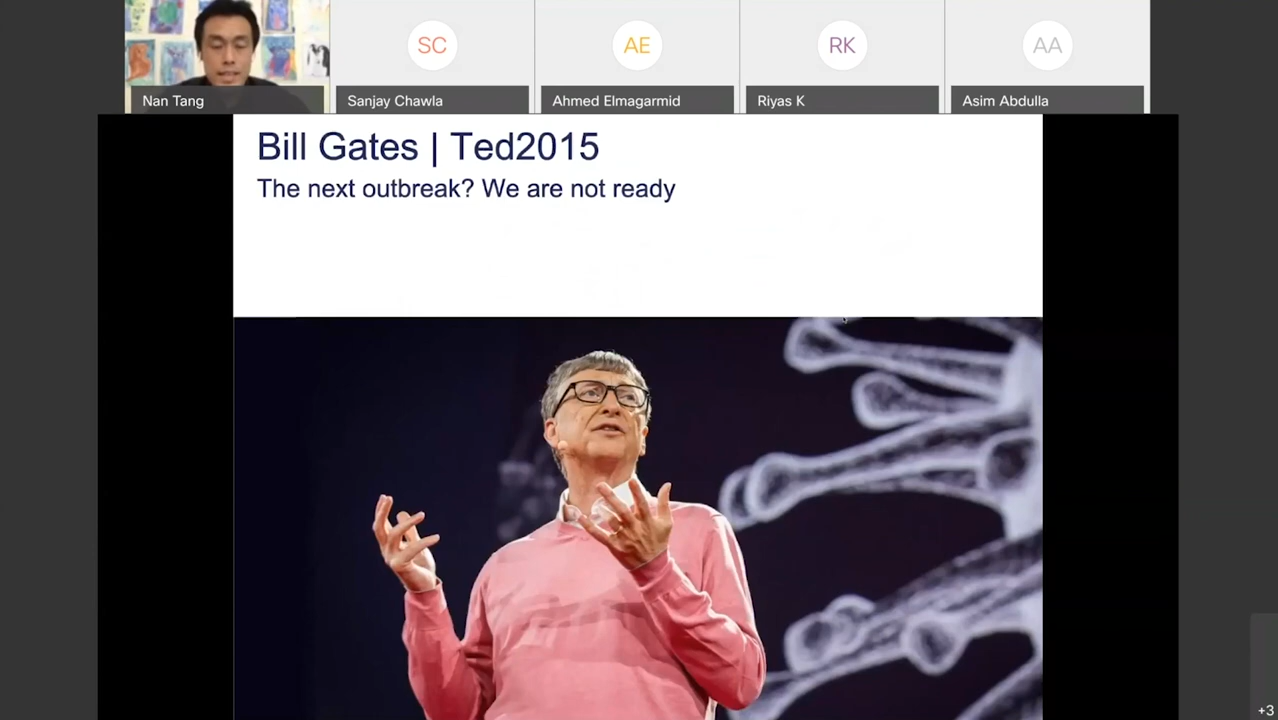 SC
AE
RK
AA
Nan Tang
Sanjay Chawla
Ahmed Elmagarmid
Riyas K
Asim Abdulla
Bill Gates | Ted2015
The next outbreak? We are not ready
+3